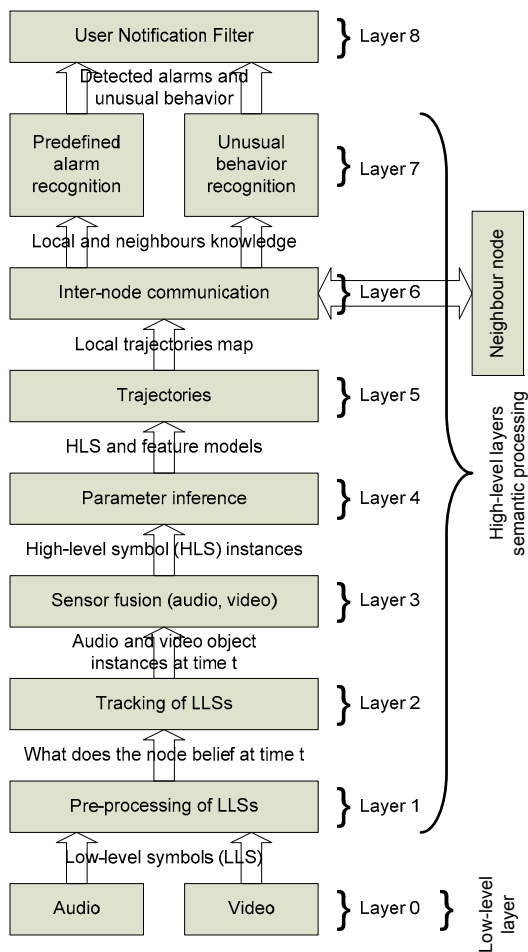 User Notification Filter
Layer 8
Detected alarms and
unusual behavior
Predefined
alarm
recognition
Unusual
behavior
recognition
Layer 7
Local and neighbours knowledge
Inter-node communication
Layer 6
Neighbour node
Local trajectories map
Trajectories
Layer 5
HLS and feature models
Parameter inference
Layer 4
High-level layers
semantic processing
High-level symbol (HLS) instances
Sensor fusion (audio, video)
Layer 3
Audio and video object
instances at time t
Tracking of LLSs
Layer 2
What does the node belief at time t
Pre-processing of LLSs
Layer 1
Low-level symbols (LLS)
Audio
Video
Layer 0
Low-level
layer